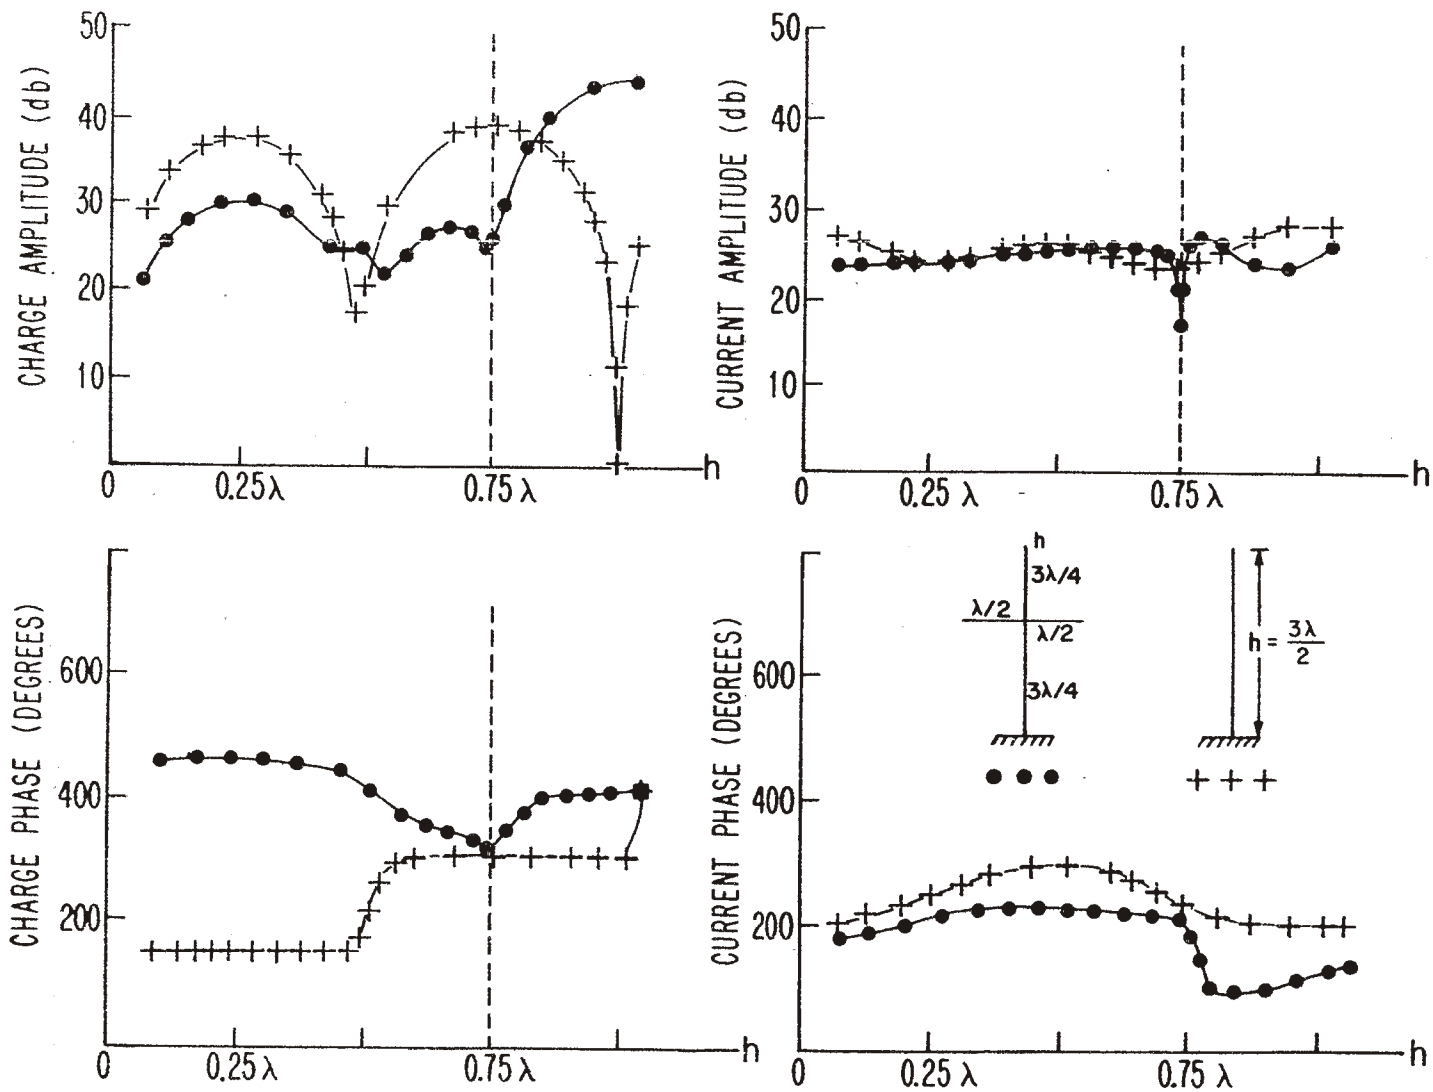 CHARGE AMPLITUDE (db)
50
40
30
20
10
0
0.25λ
0.75λ
h
CURRENT AMPLITUDE (db)
50
40
30
20
10
0
0.25 λ
0.75 λ
h
CHARGE PHASE (DEGREES)
600
400
200
0
0.25 λ
0.75 λ
h
CURRENT PHASE (DEGREES)
600
400
200
0
0.25 λ
0.75 λ
h
h
3λ/4
λ/2
λ/2
3λ/4
h = 3λ/2